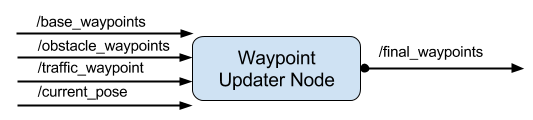 /base_waypoints
/obstacle_waypoints
/traffic_waypoint
/current_pose
Waypoint
Updater Node
/final_waypoints